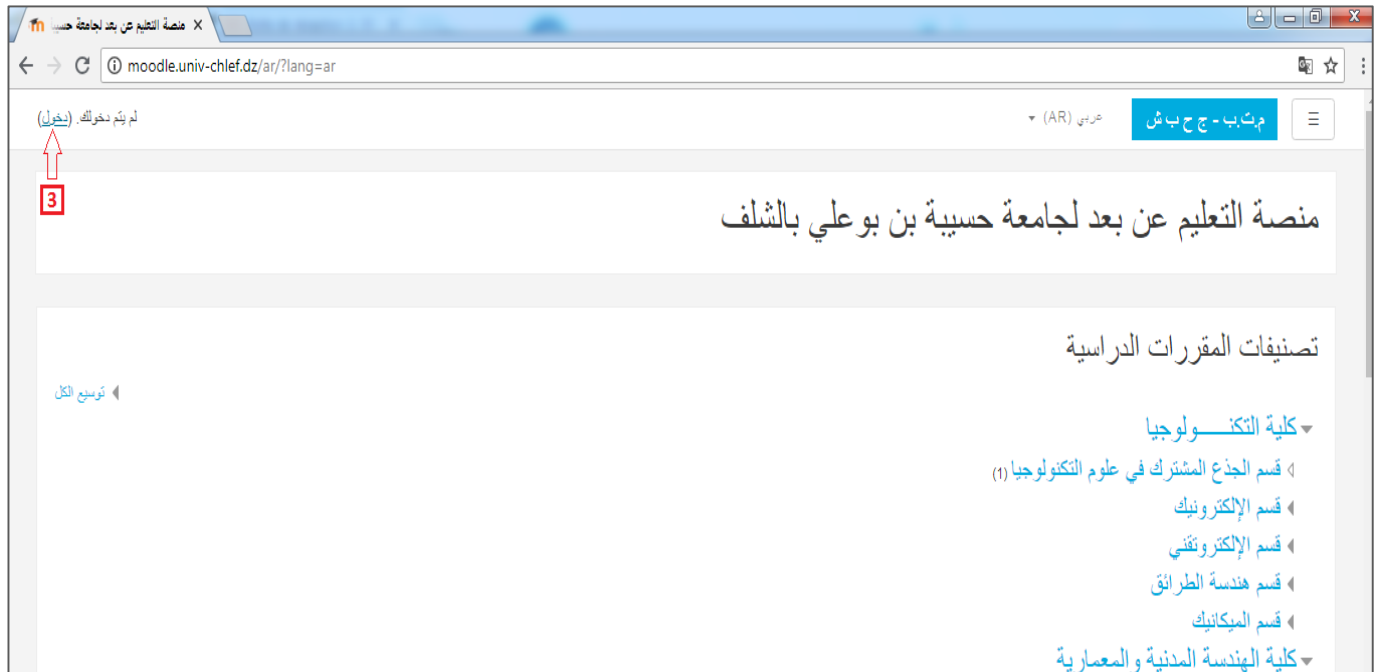 منصة التعليم عن بعد لجامعة حسيبة
moodle.univ-chlef.dz/ar/?lang=ar
م.ت.ب - ج ح ب ش
عربي (AR)
لم يتم دخولك. (دخول)
3
منصة التعليم عن بعد لجامعة حسيبة بن بوعلي بالشلف
تصنيفات المقررات الدراسية
توسيع الكل
كلية التكنـــــولوجيا
قسم الجذع المشترك في علوم التكنولوجيا (1)
قسم الإلكترونيك
قسم الإلكتروتقني
قسم هندسة الطرائق
قسم الميكانيك
كلية الهندسة المدنية و المعمارية